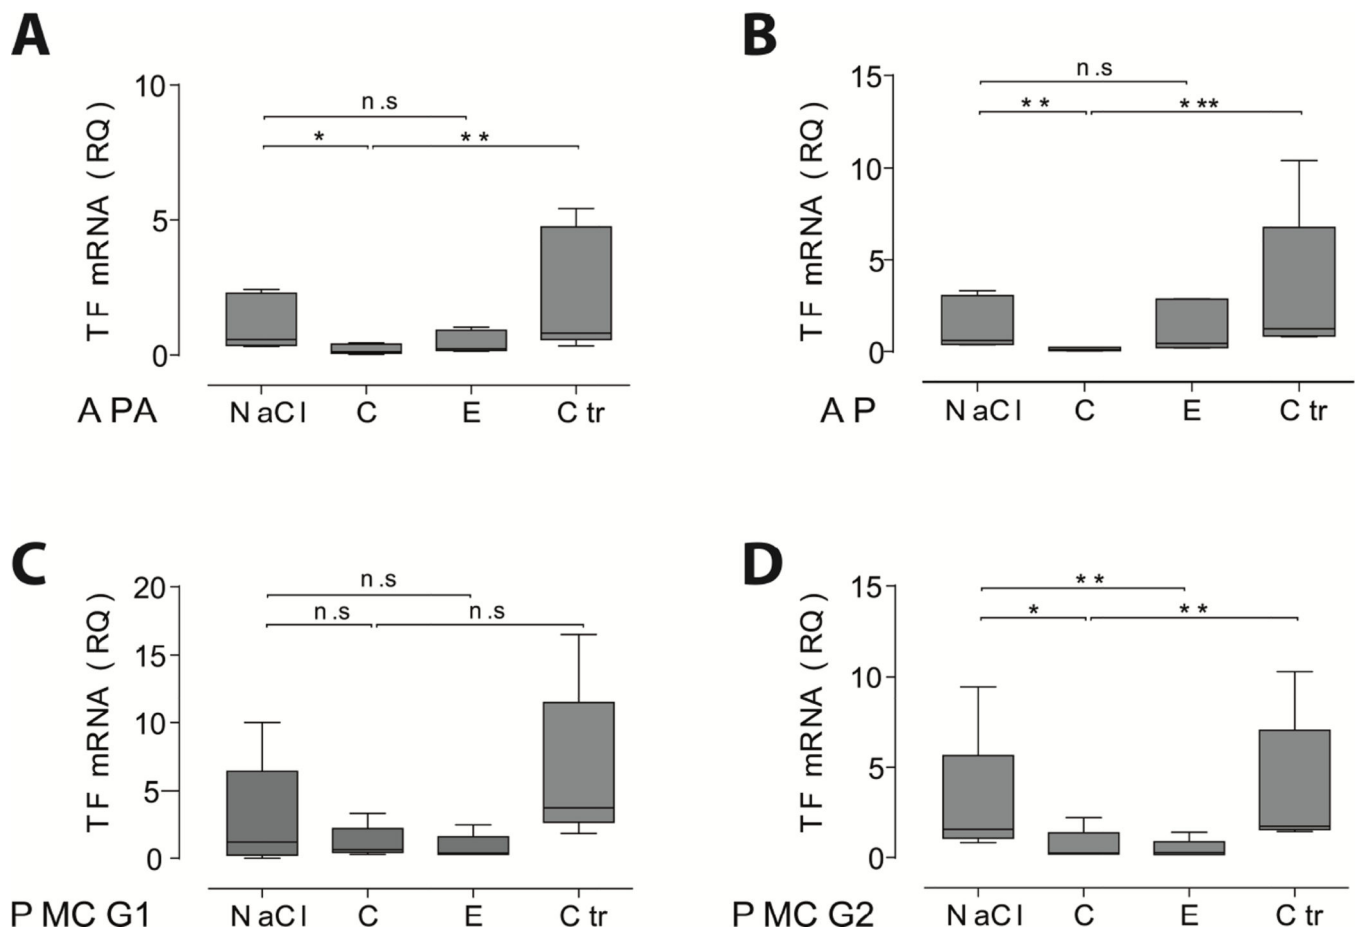 A
10
5
0
TF mRNA (RQ)
n.s
*
**
NaCl C E Ctr
APA
B
15
10
5
0
TF mRNA (RQ)
n.s
**
***
NaCl C E Ctr
AP
C
20
15
10
5
0
TF mRNA (RQ)
n.s
n.s
n.s
NaCl C E Ctr
PMC G1
D
15
10
5
0
TF mRNA (RQ)
**
*
**
NaCl C E Ctr
PMC G2